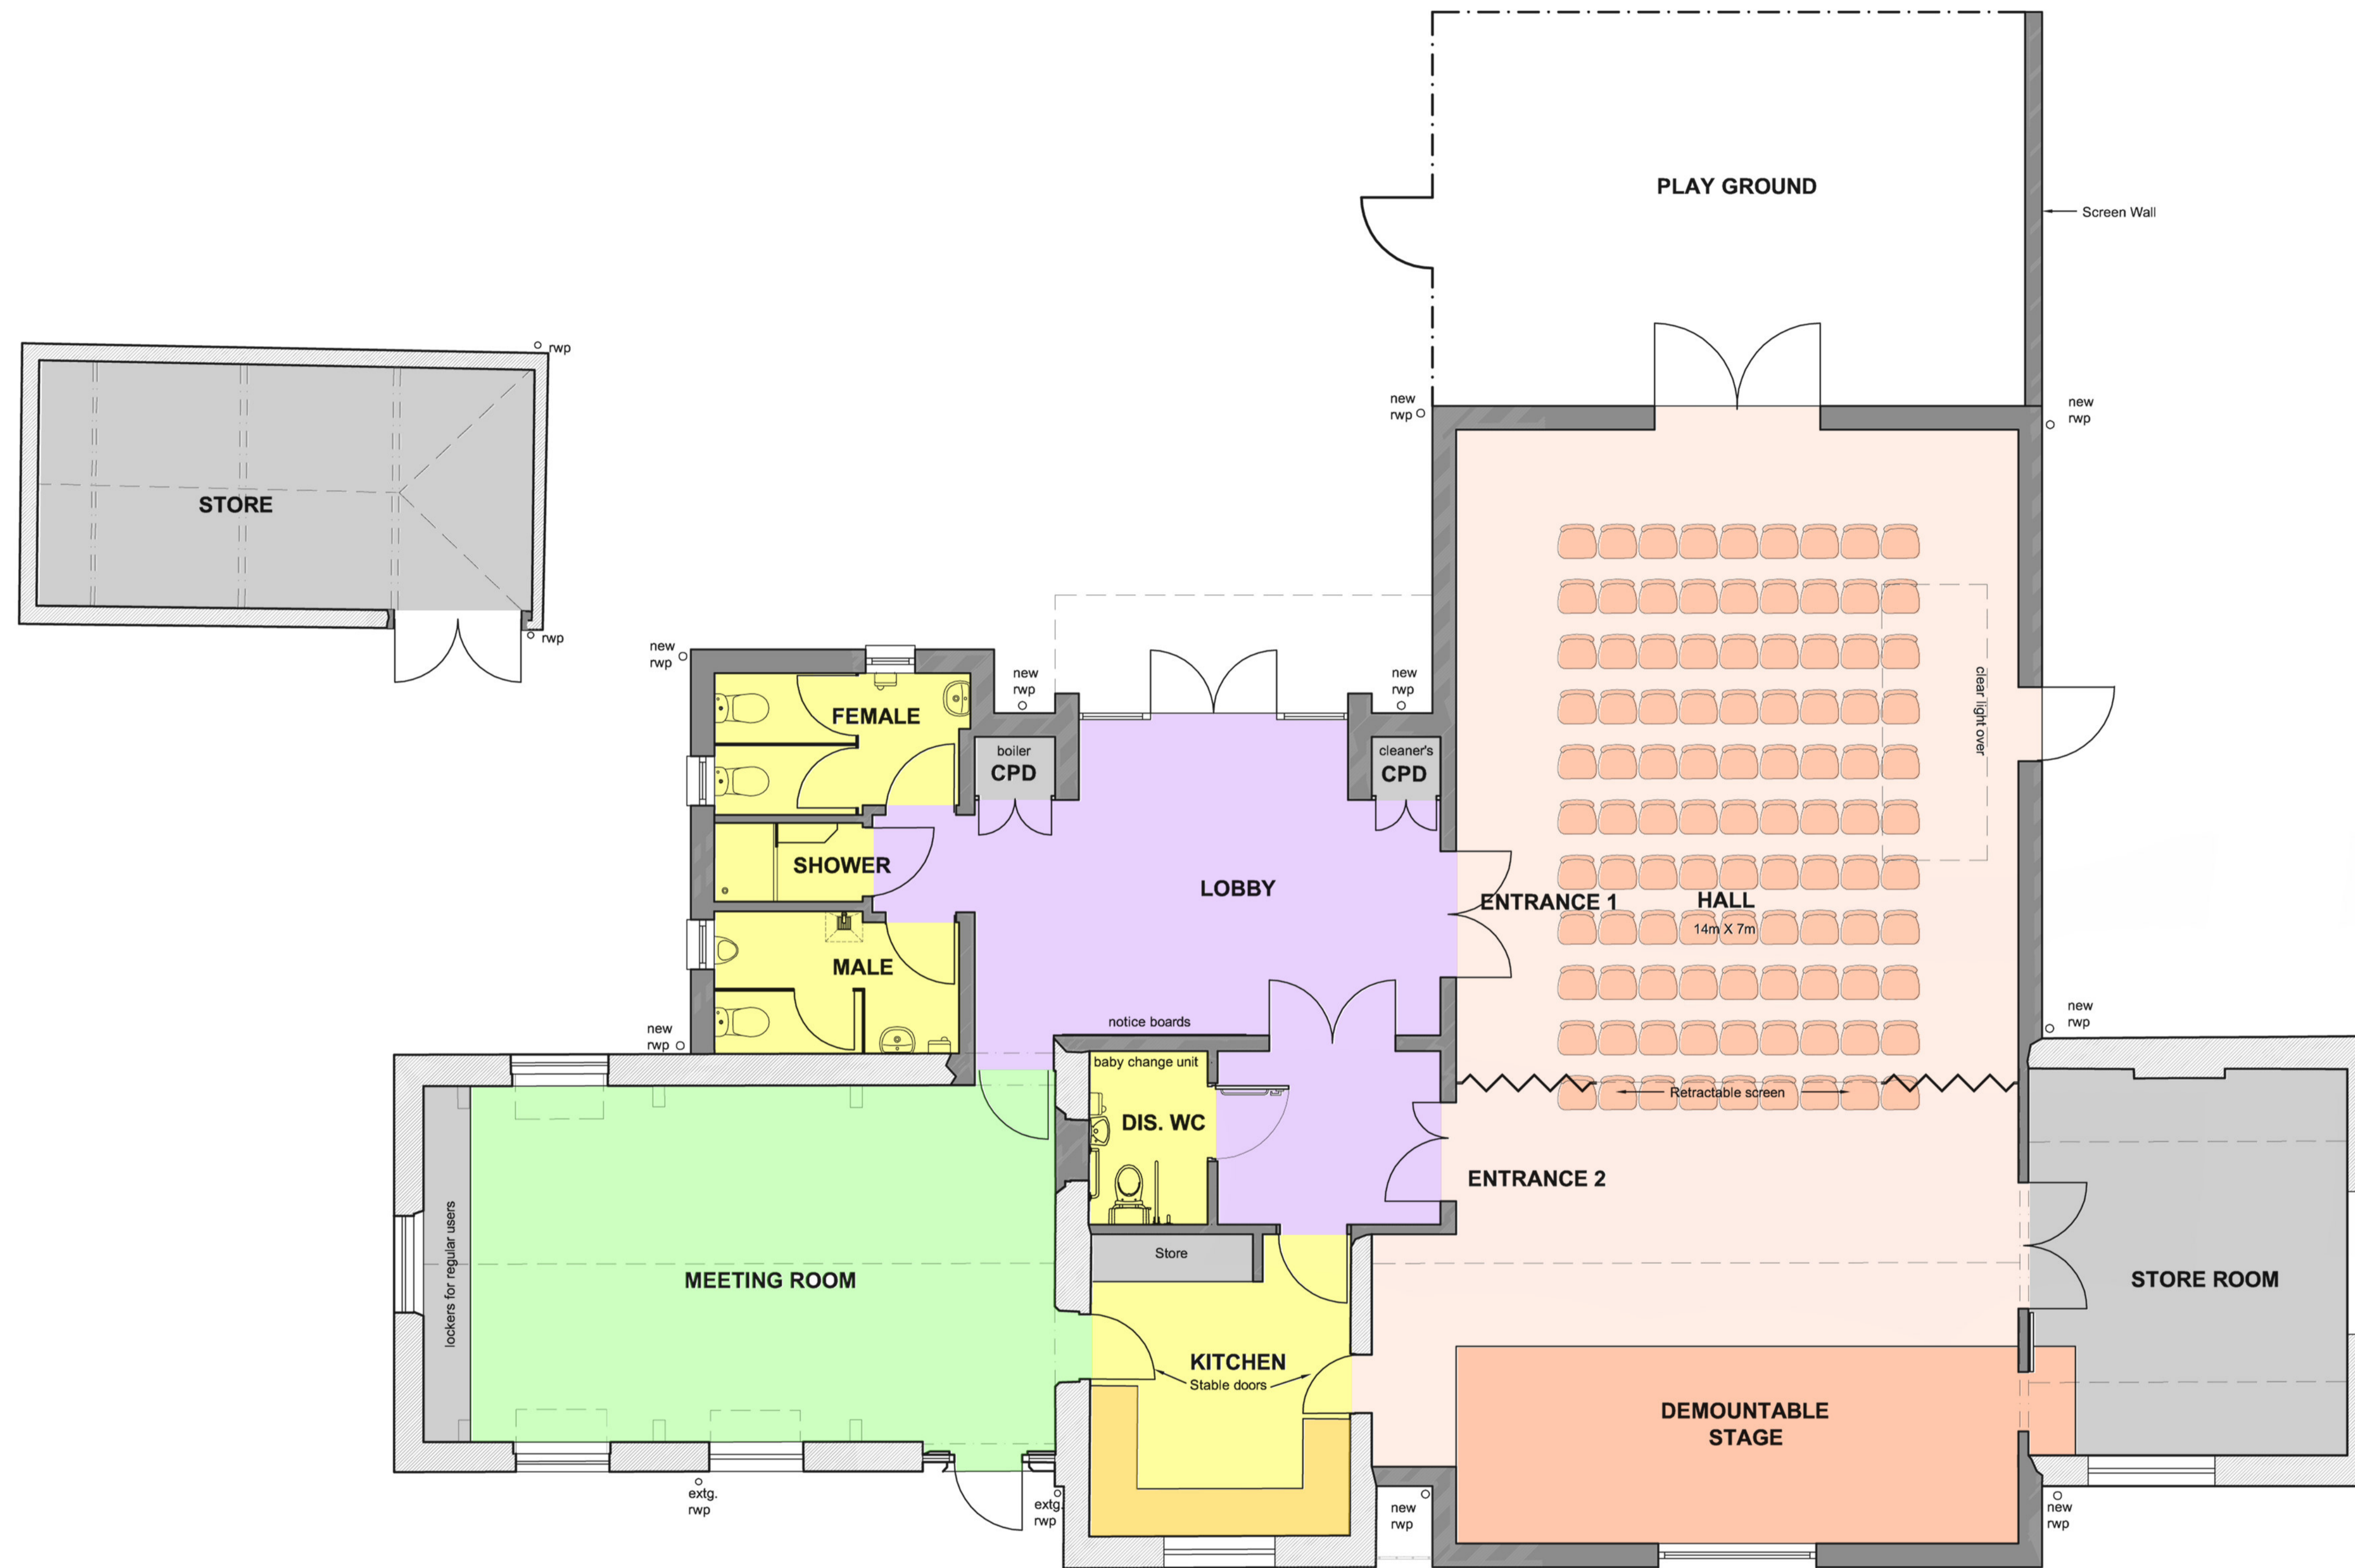 PLAY GROUND
Screen Wall
rwp
new
rwp
new
rwp
STORE
rwp
new
rwp
FEMALE
new
rwp
new
rwp
clear light over
boiler
CPD
cleaner's
CPD
SHOWER
LOBBY
ENTRANCE 1
HALL
14m X 7m
MALE
notice boards
new
rwp
new
rwp
baby change unit
Retractable screen
DIS. WC
ENTRANCE 2
lockers for regular users
Store
MEETING ROOM
STORE ROOM
KITCHEN
Stable doors
DEMOUNTABLE
STAGE
extg.
rwp
extg.
rwp
new
rwp
new
rwp